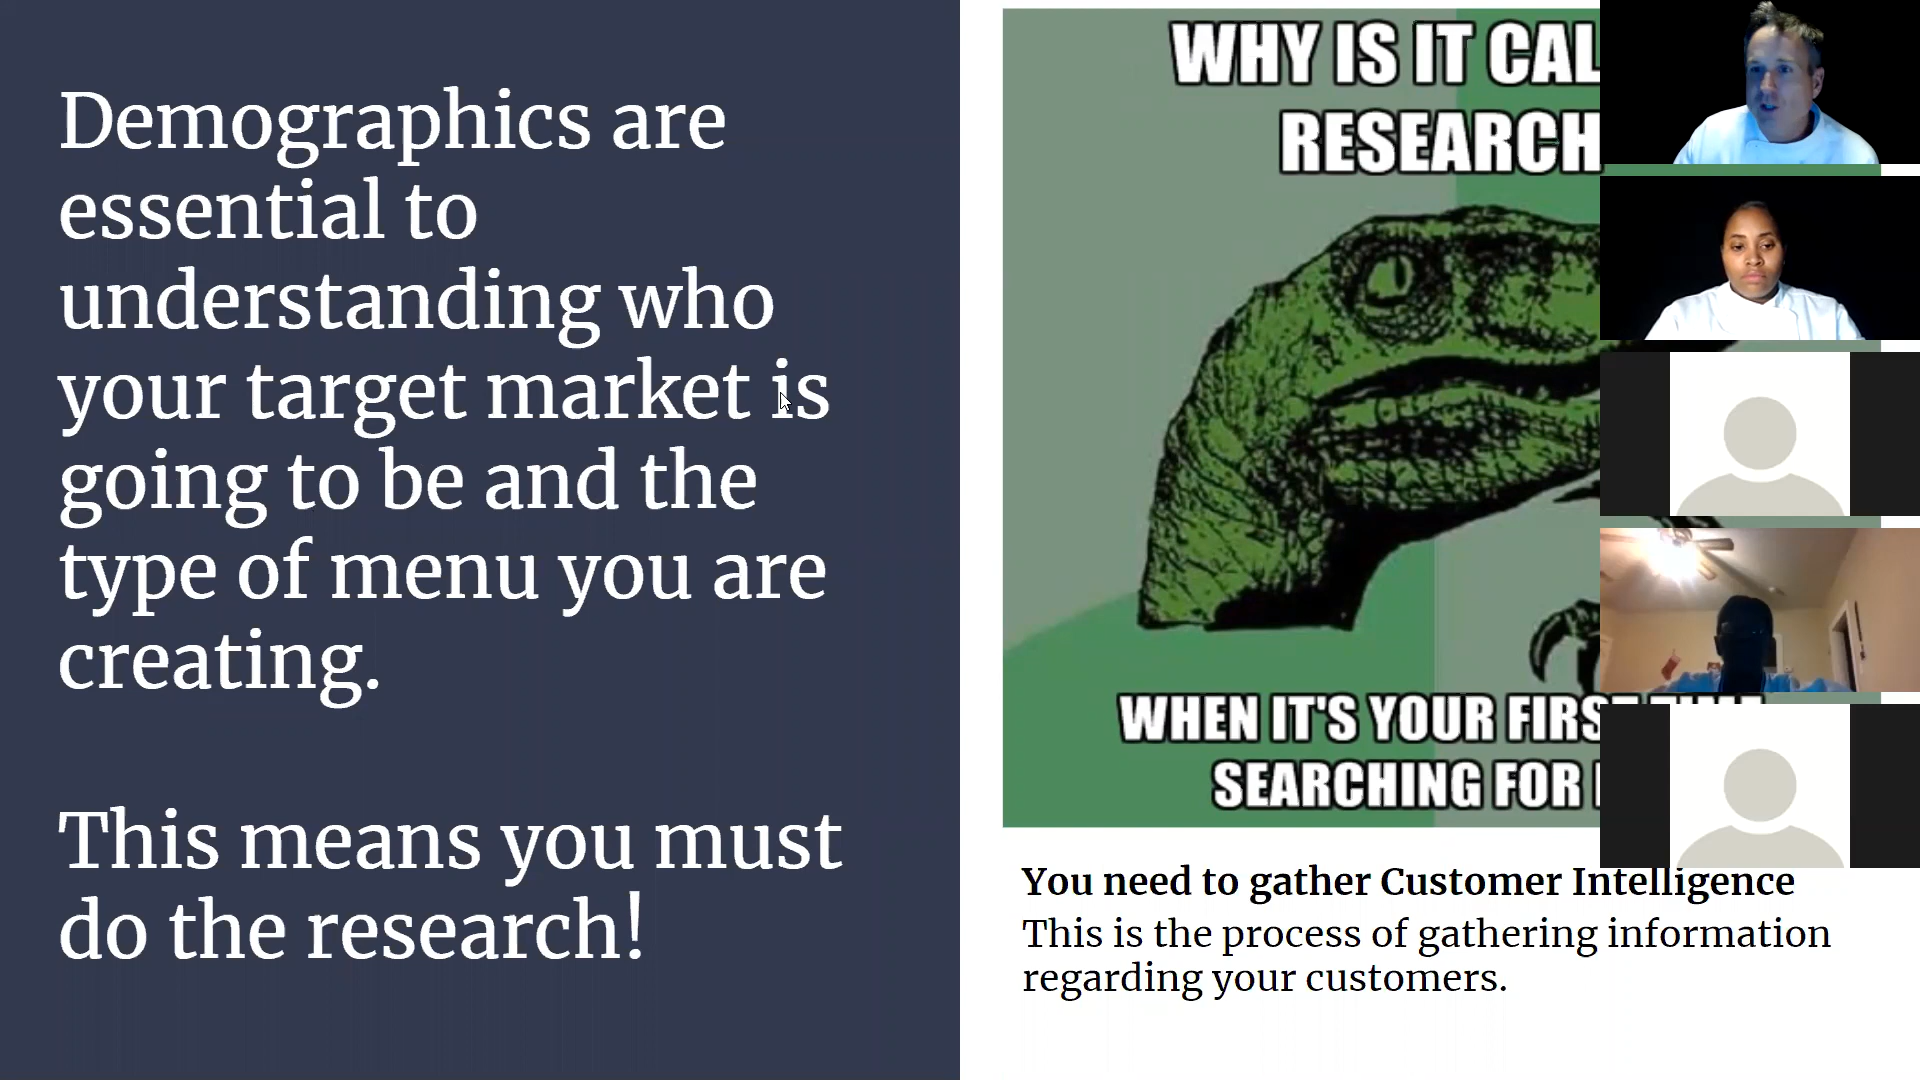 Demographics are
essential to
understanding who
your target market is
going to be and the
type of menu you are
creating.
This means you must
do the research!
WHY IS IT
RESEARCH
WHEN IT'S YOUR
SEARCHING FOR
You need to gather Customer Intelligence
This is the process of gathering information
regarding your customers.